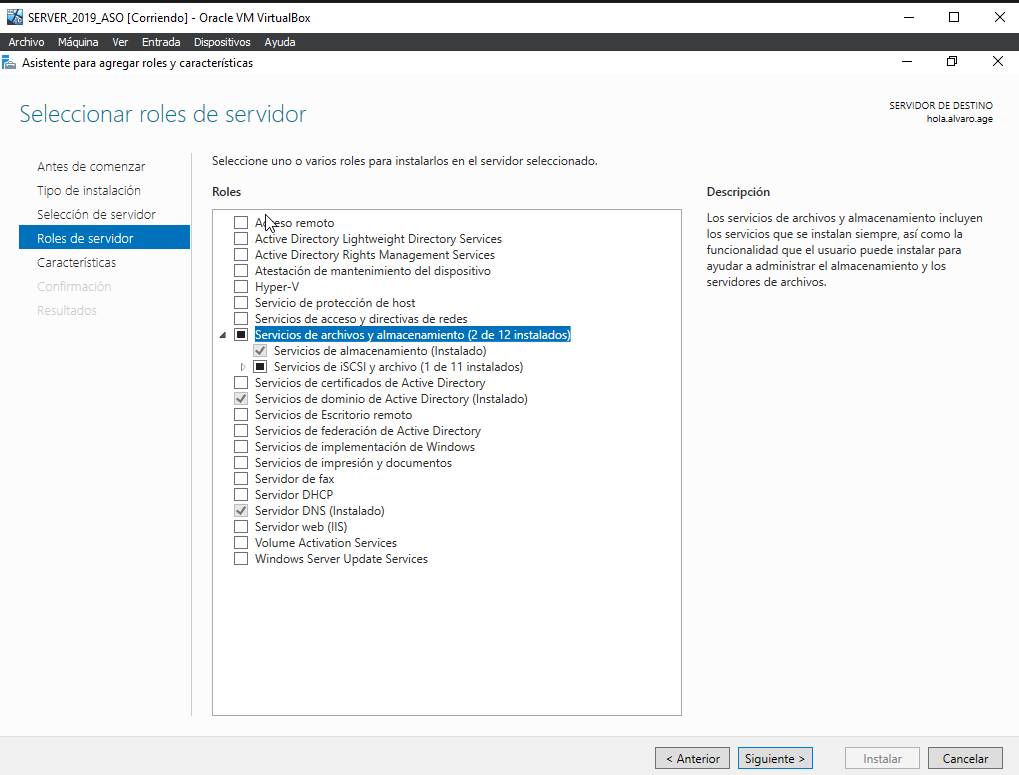 SERVER_2019_ASO [Corriendo] - Oracle VM VirtualBox
Archivo Máquina Ver Entrada Dispositivos Ayuda
Asistente para agregar roles y características
Seleccionar roles de servidor
SERVIDOR DE DESTINO
hola.alvaro.age
Antes de comenzar
Tipo de instalación
Selección de servidor
Roles de servidor
Características
Confirmación
Resultados
Seleccione uno o varios roles para instalarlos en el servidor seleccionado.
Roles
Acceso remoto
Active Directory Lightweight Directory Services
Active Directory Rights Management Services
Atestación de mantenimiento del dispositivo
Hyper-V
Servicio de protección de host
Servicios de acceso y directivas de redes
Servicios de archivos y almacenamiento (2 de 12 instalados)
Servicios de almacenamiento (Instalado)
Servicios de iSCSI y archivo (1 de 11 instalados)
Servicios de certificados de Active Directory
Servicios de dominio de Active Directory (Instalado)
Servicios de Escritorio remoto
Servicios de federación de Active Directory
Servicios de implementación de Windows
Servicios de impresión y documentos
Servidor de fax
Servidor DHCP
Servidor DNS (Instalado)
Servidor web (IIS)
Volume Activation Services
Windows Server Update Services
Descripción
Los servicios de archivos y almacenamiento incluyen
los servicios que se instalan siempre, así como la
funcionalidad que el usuario puede instalar para
ayudar a administrar el almacenamiento y los
servidores de archivos.
< Anterior Siguiente > Instalar Cancelar